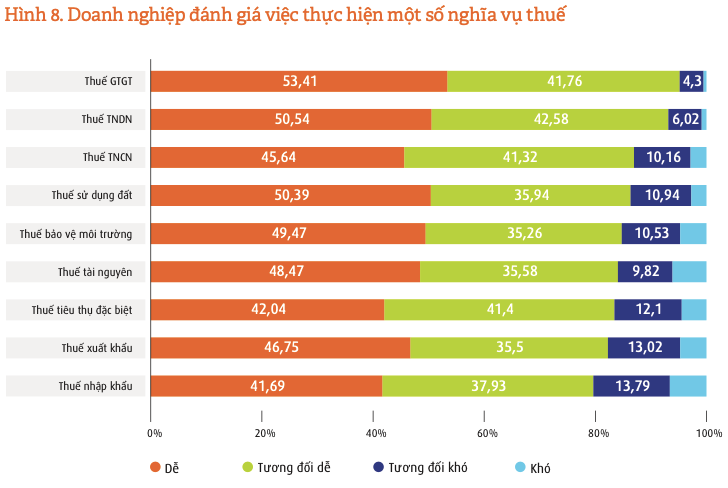 Hình 8. Doanh nghiệp đánh giá việc thực hiện một số nghĩa vụ thuế
Thuế GTGT 53,41 41,76 4,3
Thuế TNDN 50,54 42,58 6,02
Thuế TNCN 45,64 41,32 10,16
Thuế sử dụng đất 50,39 35,94 10,94
Thuế bảo vệ môi trường 49,47 35,26 10,53
Thuế tài nguyên 48,47 35,58 9,82
Thuế tiêu thụ đặc biệt 42,04 41,4 12,1
Thuế xuất khẩu 46,75 35,5 13,02
Thuế nhập khẩu 41,69 37,93 13,79
0% 20% 40% 60% 80% 100%
Dễ Tương đối dễ Tương đối khó Khó